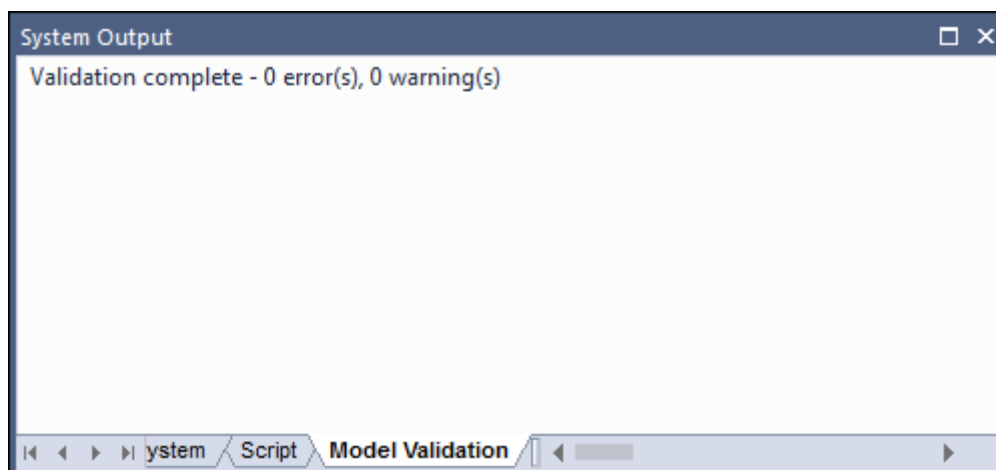 System Output
Validation complete - 0 error(s), 0 warning(s)
ystem Script Model Validation